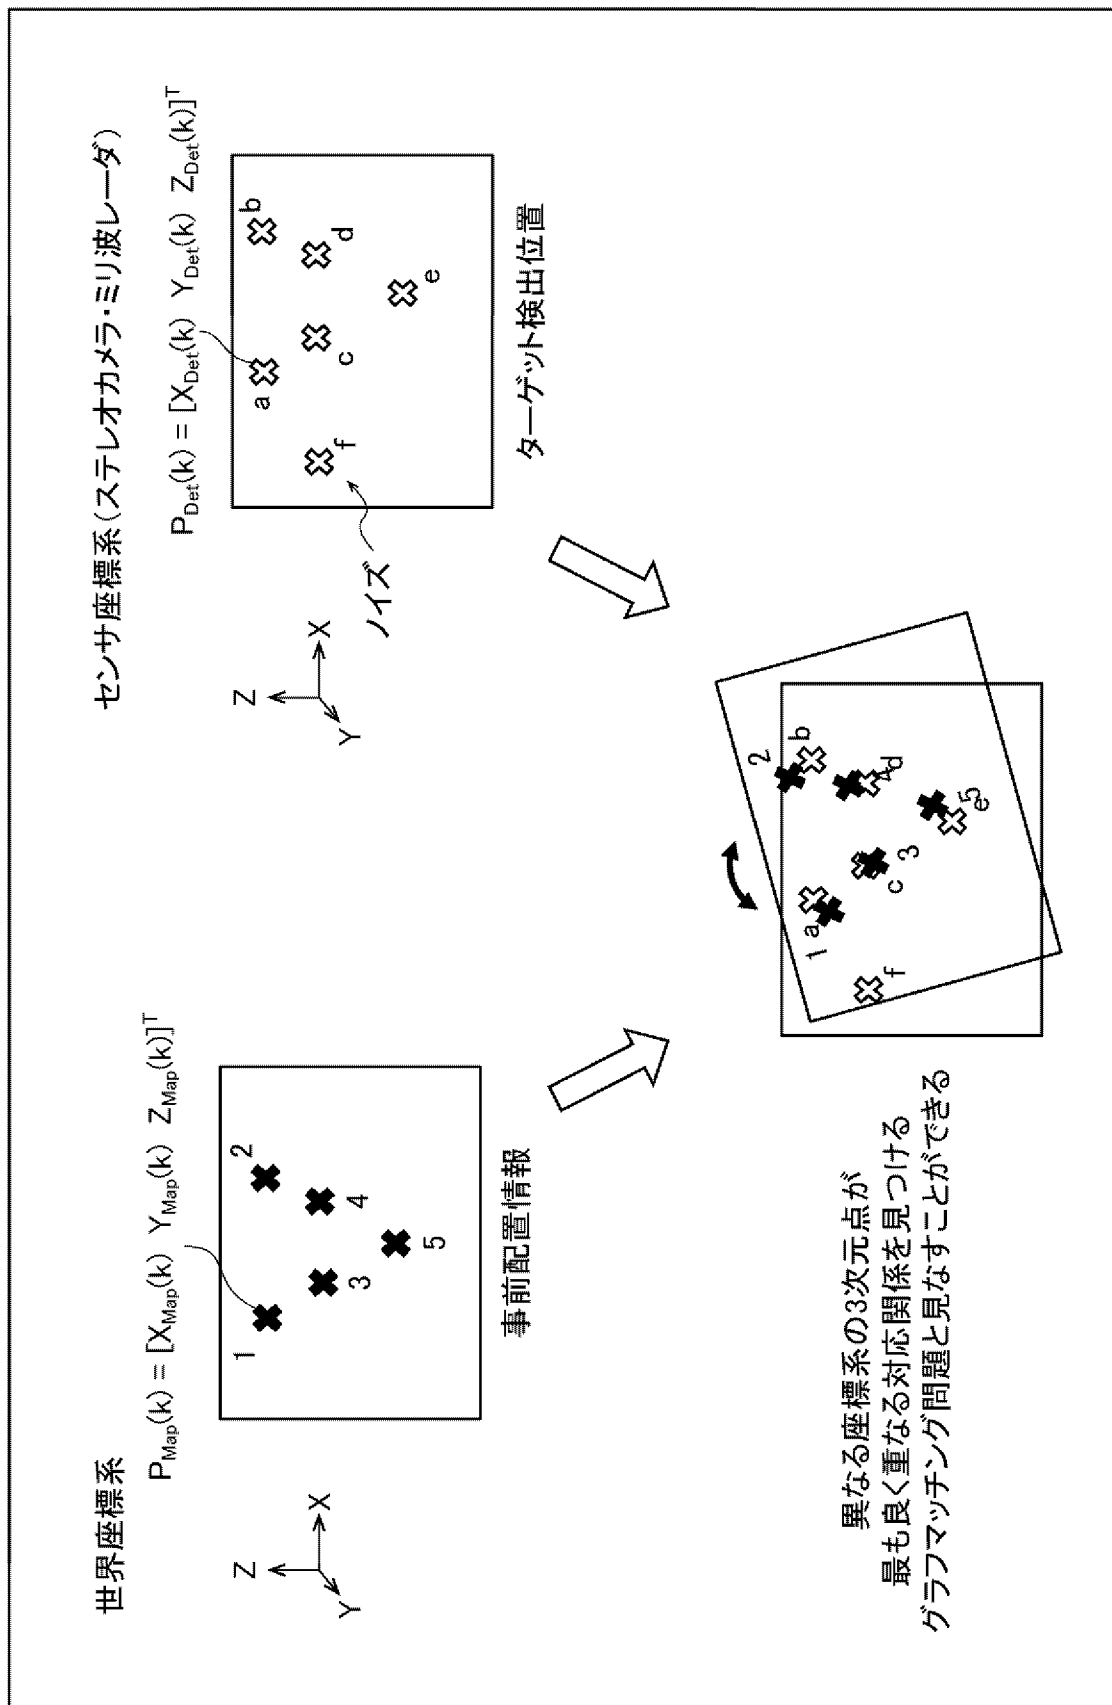 世界座標系
P_Map(k) = [X_Map(k) Y_Map(k) Z_Map(k)]^T
Z
X
Y
1
2
3
4
5
事前配置情報
センサ座標系(ステレオカメラ・ミリ波レーダ)
P_Det(k) = [X_Det(k) Y_Det(k) Z_Det(k)]^T
Z
X
Y
a
b
c
d
e
f
ノイズ
ターゲット検出位置
1
a
2
b
c
3
4
d
e
5
f
異なる座標系の3次元点が
最も良く重なる対応関係を見つける
グラフマッチング問題と見なすことができる